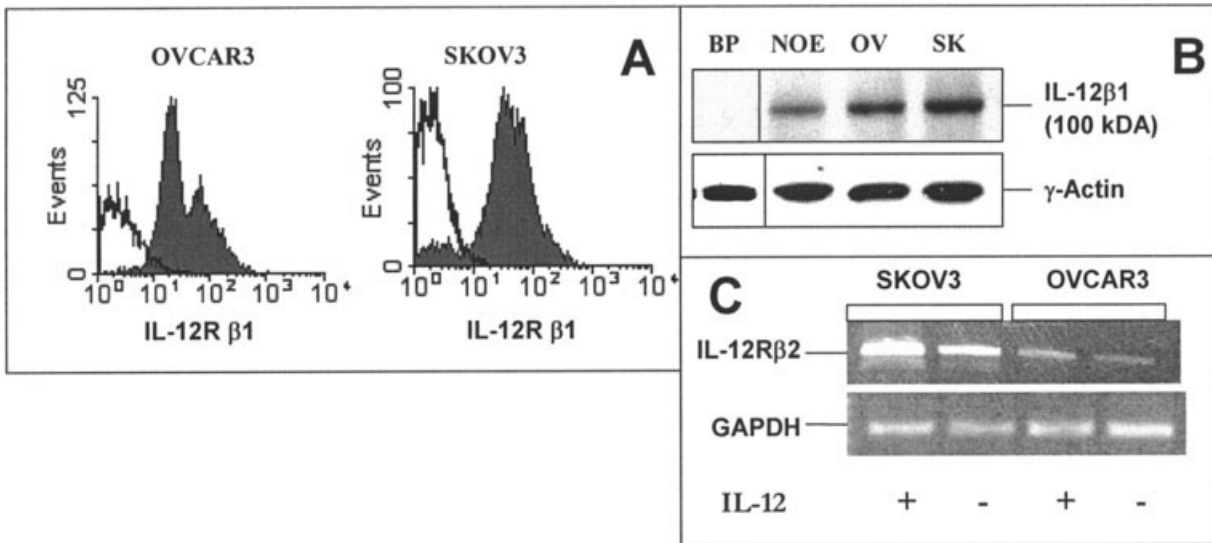 A
OVCAR3
125
Events
0
10⁰ 10¹ 10² 10³ 10⁴
IL-12R β1
SKOV3
100
Events
0
10⁰ 10¹ 10² 10³ 10⁴
IL-12R β1
B
BP NOE OV SK
IL-12β1
(100 kDA)
γ-Actin
C
SKOV3 OVCAR3
IL-12Rβ2
GAPDH
IL-12 + - + -